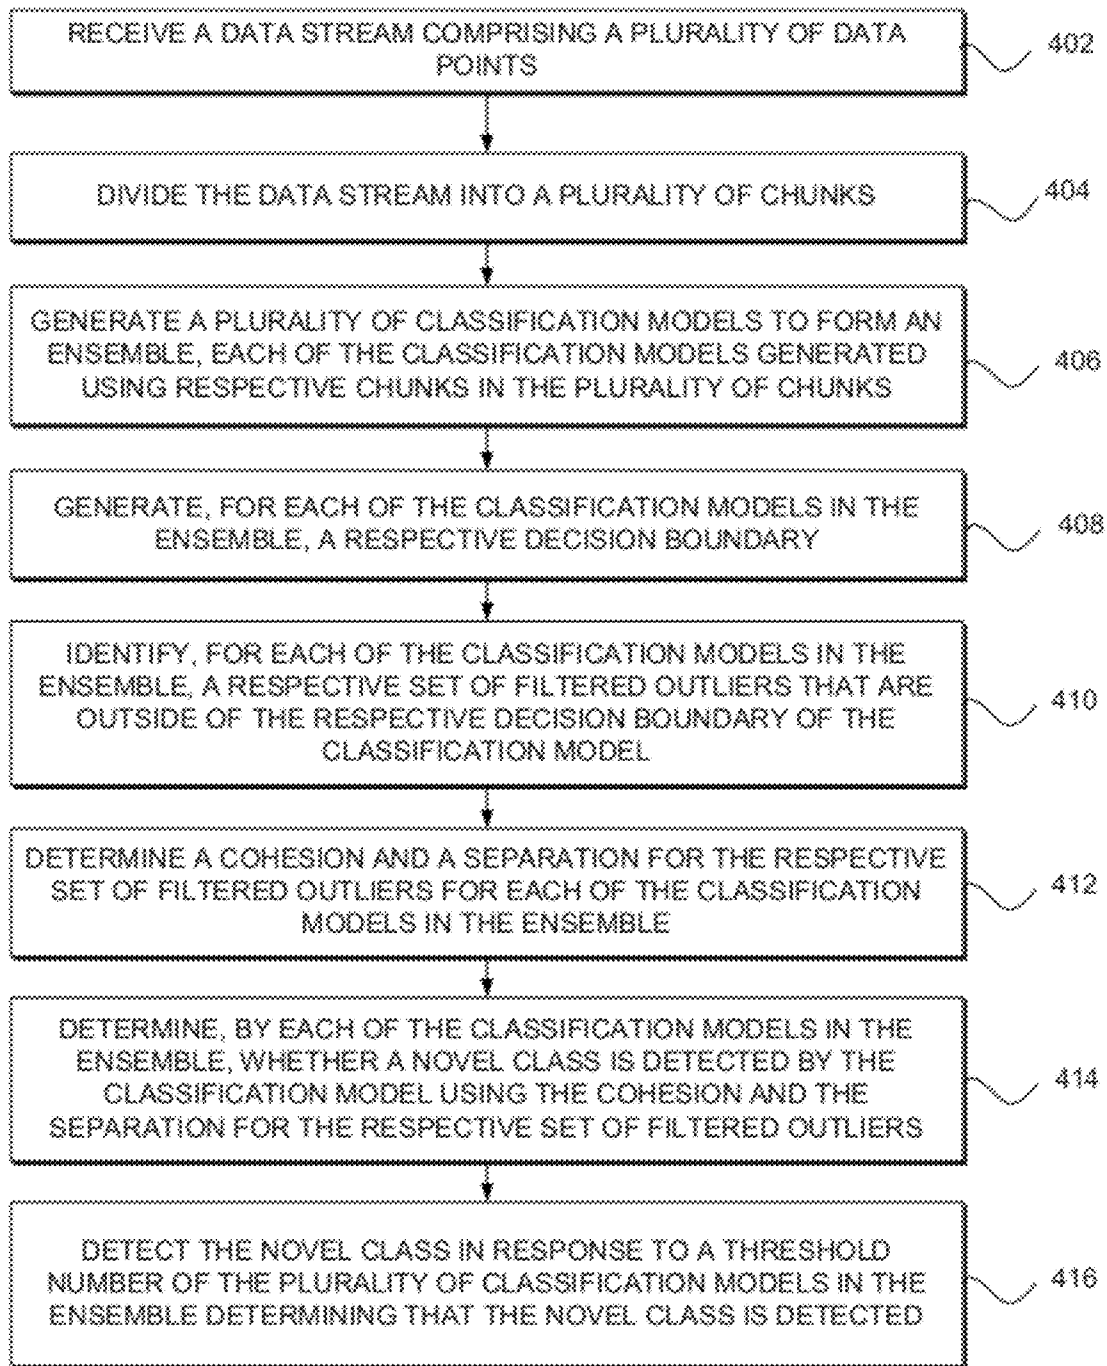 RECEIVE A DATA STREAM COMPRISING A PLURALITY OF DATA
POINTS
402
DIVIDE THE DATA STREAM INTO A PLURALITY OF CHUNKS
404
GENERATE A PLURALITY OF CLASSIFICATION MODELS TO FORM AN
ENSEMBLE, EACH OF THE CLASSIFICATION MODELS GENERATED
USING RESPECTIVE CHUNKS IN THE PLURALITY OF CHUNKS
406
GENERATE, FOR EACH OF THE CLASSIFICATION MODELS IN THE
ENSEMBLE, A RESPECTIVE DECISION BOUNDARY
408
IDENTIFY, FOR EACH OF THE CLASSIFICATION MODELS IN THE
ENSEMBLE, A RESPECTIVE SET OF FILTERED OUTLIERS THAT ARE
OUTSIDE OF THE RESPECTIVE DECISION BOUNDARY OF THE
CLASSIFICATION MODEL
410
DETERMINE A COHESION AND A SEPARATION FOR THE RESPECTIVE
SET OF FILTERED OUTLIERS FOR EACH OF THE CLASSIFICATION
MODELS IN THE ENSEMBLE
412
DETERMINE, BY EACH OF THE CLASSIFICATION MODELS IN THE
ENSEMBLE, WHETHER A NOVEL CLASS IS DETECTED BY THE
CLASSIFICATION MODEL USING THE COHESION AND THE
SEPARATION FOR THE RESPECTIVE SET OF FILTERED OUTLIERS
414
DETECT THE NOVEL CLASS IN RESPONSE TO A THRESHOLD
NUMBER OF THE PLURALITY OF CLASSIFICATION MODELS IN THE
ENSEMBLE DETERMINING THAT THE NOVEL CLASS IS DETECTED
416